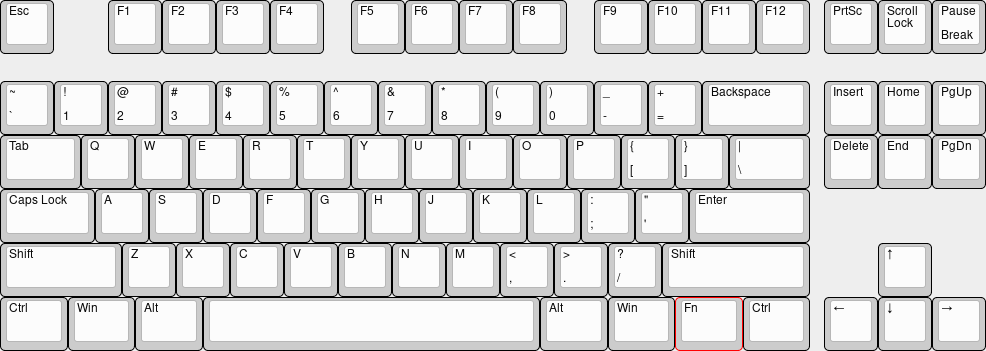 Esc F1 F2 F3 F4 F5 F6 F7 F8 F9 F10 F11 F12 PrtSc Scroll Pause
Lock
Break
~ ! @ # $ % ^ & * ( ) _ + Backspace Insert Home PgUp
` 1 2 3 4 5 6 7 8 9 0 - =
Tab Q W E R T Y U I O P { } | Delete End PgDn
[ ] \
Caps Lock A S D F G H J K L : " Enter
; '
Shift Z X C V B N M < > ? Shift ↑
, . /
Ctrl Win Alt Alt Win Fn Ctrl ← ↓ →